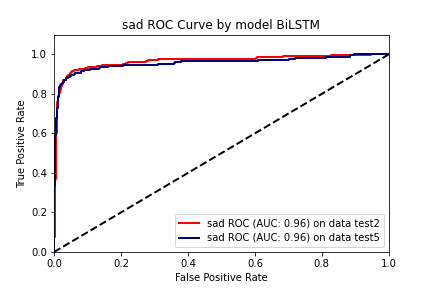 sad ROC Curve by model BiLSTM
True Positive Rate
1.0
0.8
0.6
0.4
0.2
0.0
sad ROC (AUC: 0.96) on data test2
sad ROC (AUC: 0.96) on data test5
0.0 0.2 0.4 0.6 0.8 1.0
False Positive Rate